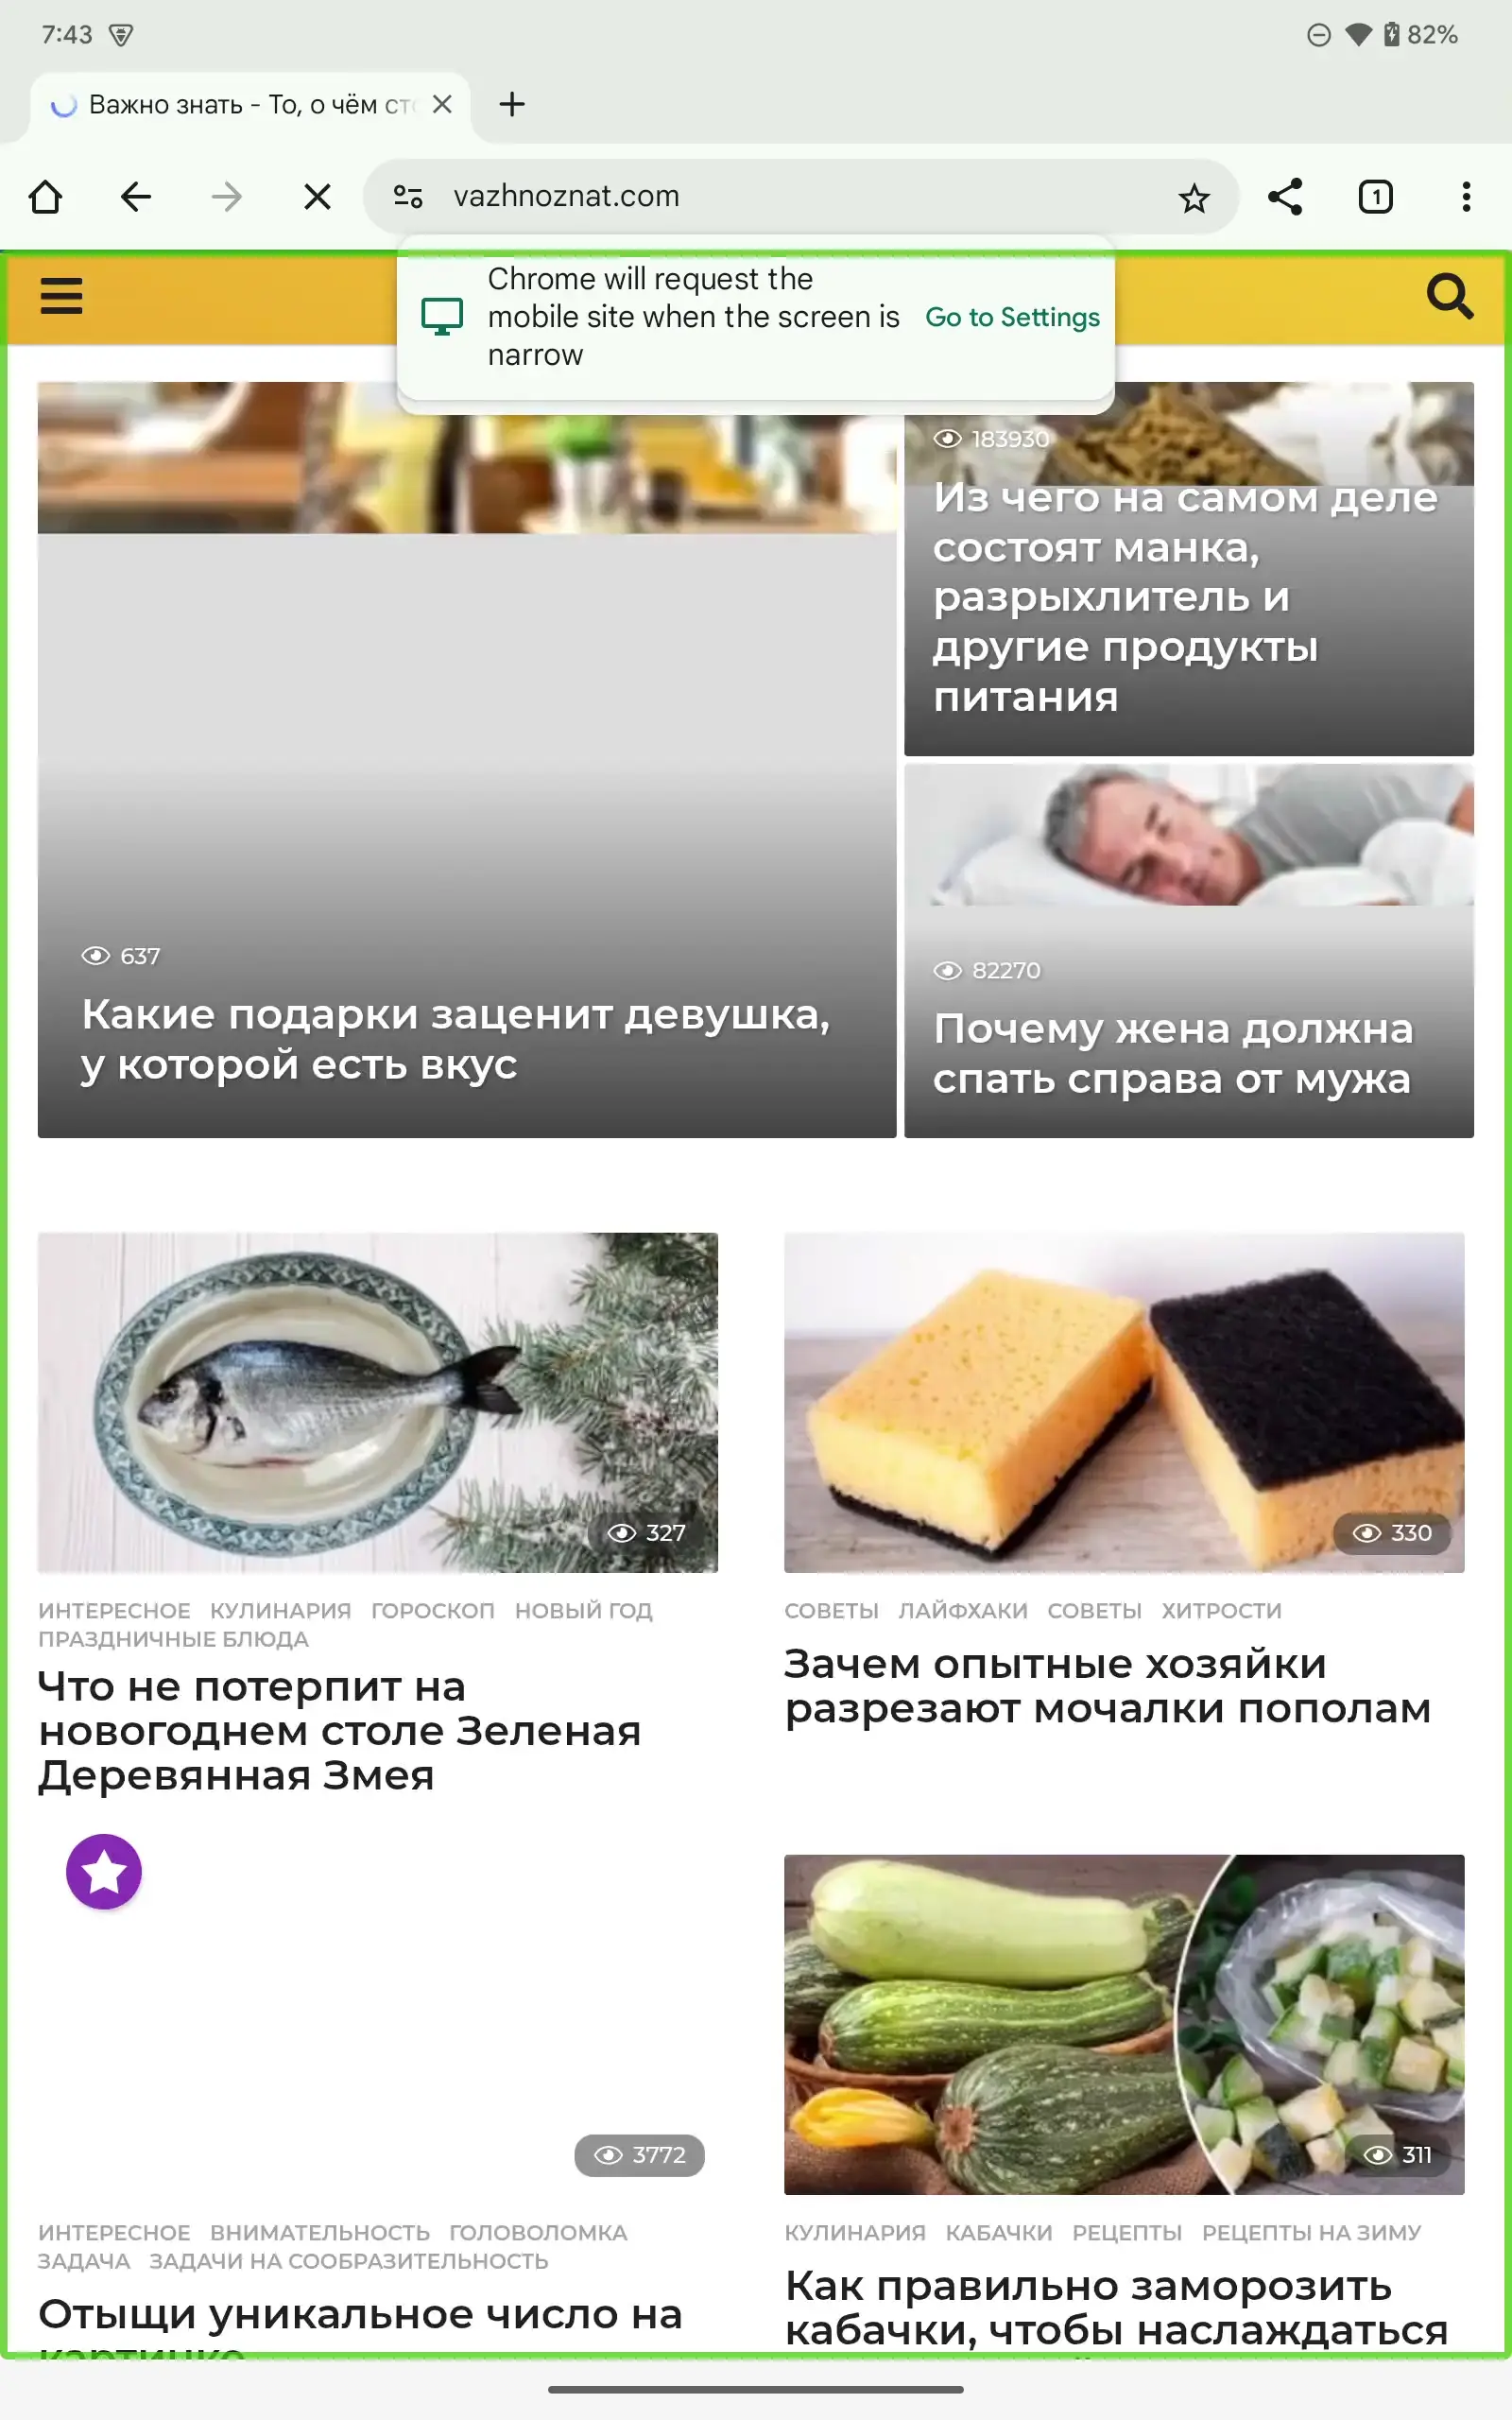 7:43
82%
Важно знать - То, о чём сто
1
vazhnoznat.com
Chrome will request the
mobile site when the screen is
narrow
Go to Settings
183930
Из чего на самом деле
состоят манка,
разрыхлитель и
другие продукты
питания
637
Какие подарки заценит девушка,
у которой есть вкус
82270
Почему жена должна
спать справа от мужа
327
ИНТЕРЕСНОЕ КУЛИНАРИЯ ГОРОСКОП НОВЫЙ ГОД
ПРАЗДНИЧНЫЕ БЛЮДА
Что не потерпит на
новогоднем столе Зеленая
Деревянная Змея
330
СОВЕТЫ ЛАЙФХАКИ СОВЕТЫ ХИТРОСТИ
Зачем опытные хозяйки
разрезают мочалки пополам
3772
ИНТЕРЕСНОЕ ВНИМАТЕЛЬНОСТЬ ГОЛОВОЛОМКА
ЗАДАЧА ЗАДАЧИ НА СООБРАЗИТЕЛЬНОСТЬ
Отыщи уникальное число на
картинке
311
КУЛИНАРИЯ КАБАЧКИ РЕЦЕПТЫ РЕЦЕПТЫ НА ЗИМУ
Как правильно заморозить
кабачки, чтобы наслаждаться